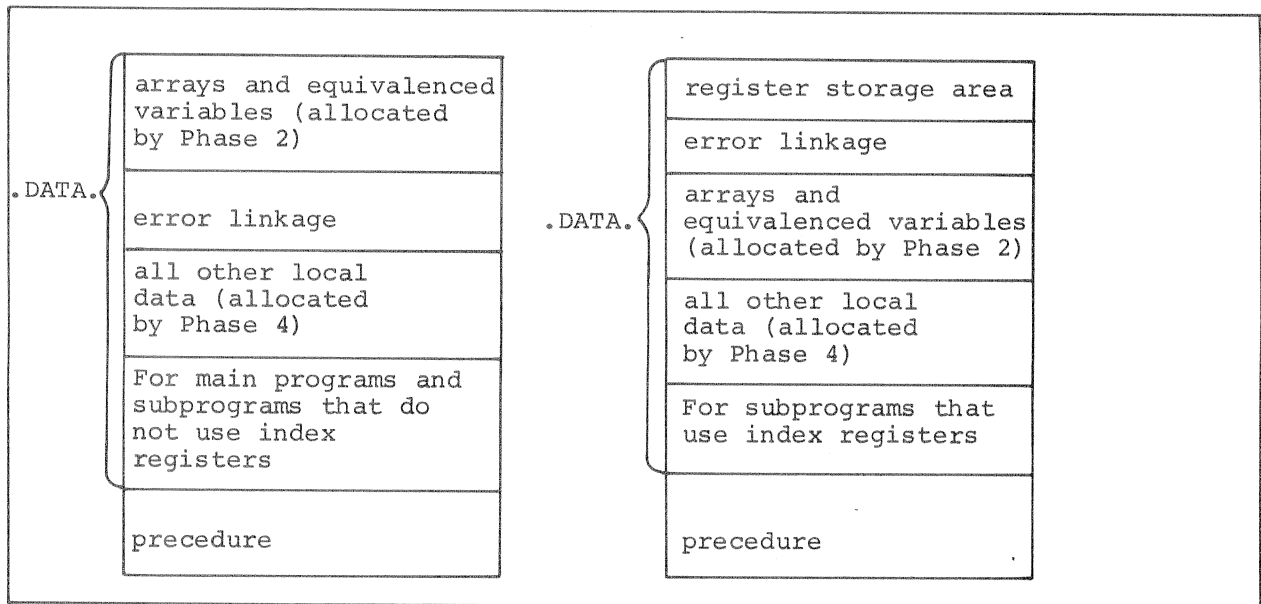 arrays and equivalenced
variables (allocated
by Phase 2)
.DATA.
error linkage
all other local
data (allocated
by Phase 4)
For main programs and
subprograms that do
not use index
registers
precedure
register storage area
error linkage
.DATA.
arrays and
equivalenced variables
(allocated by Phase 2)
all other local
data (allocated
by Phase 4)
For subprograms that
use index registers
precedure